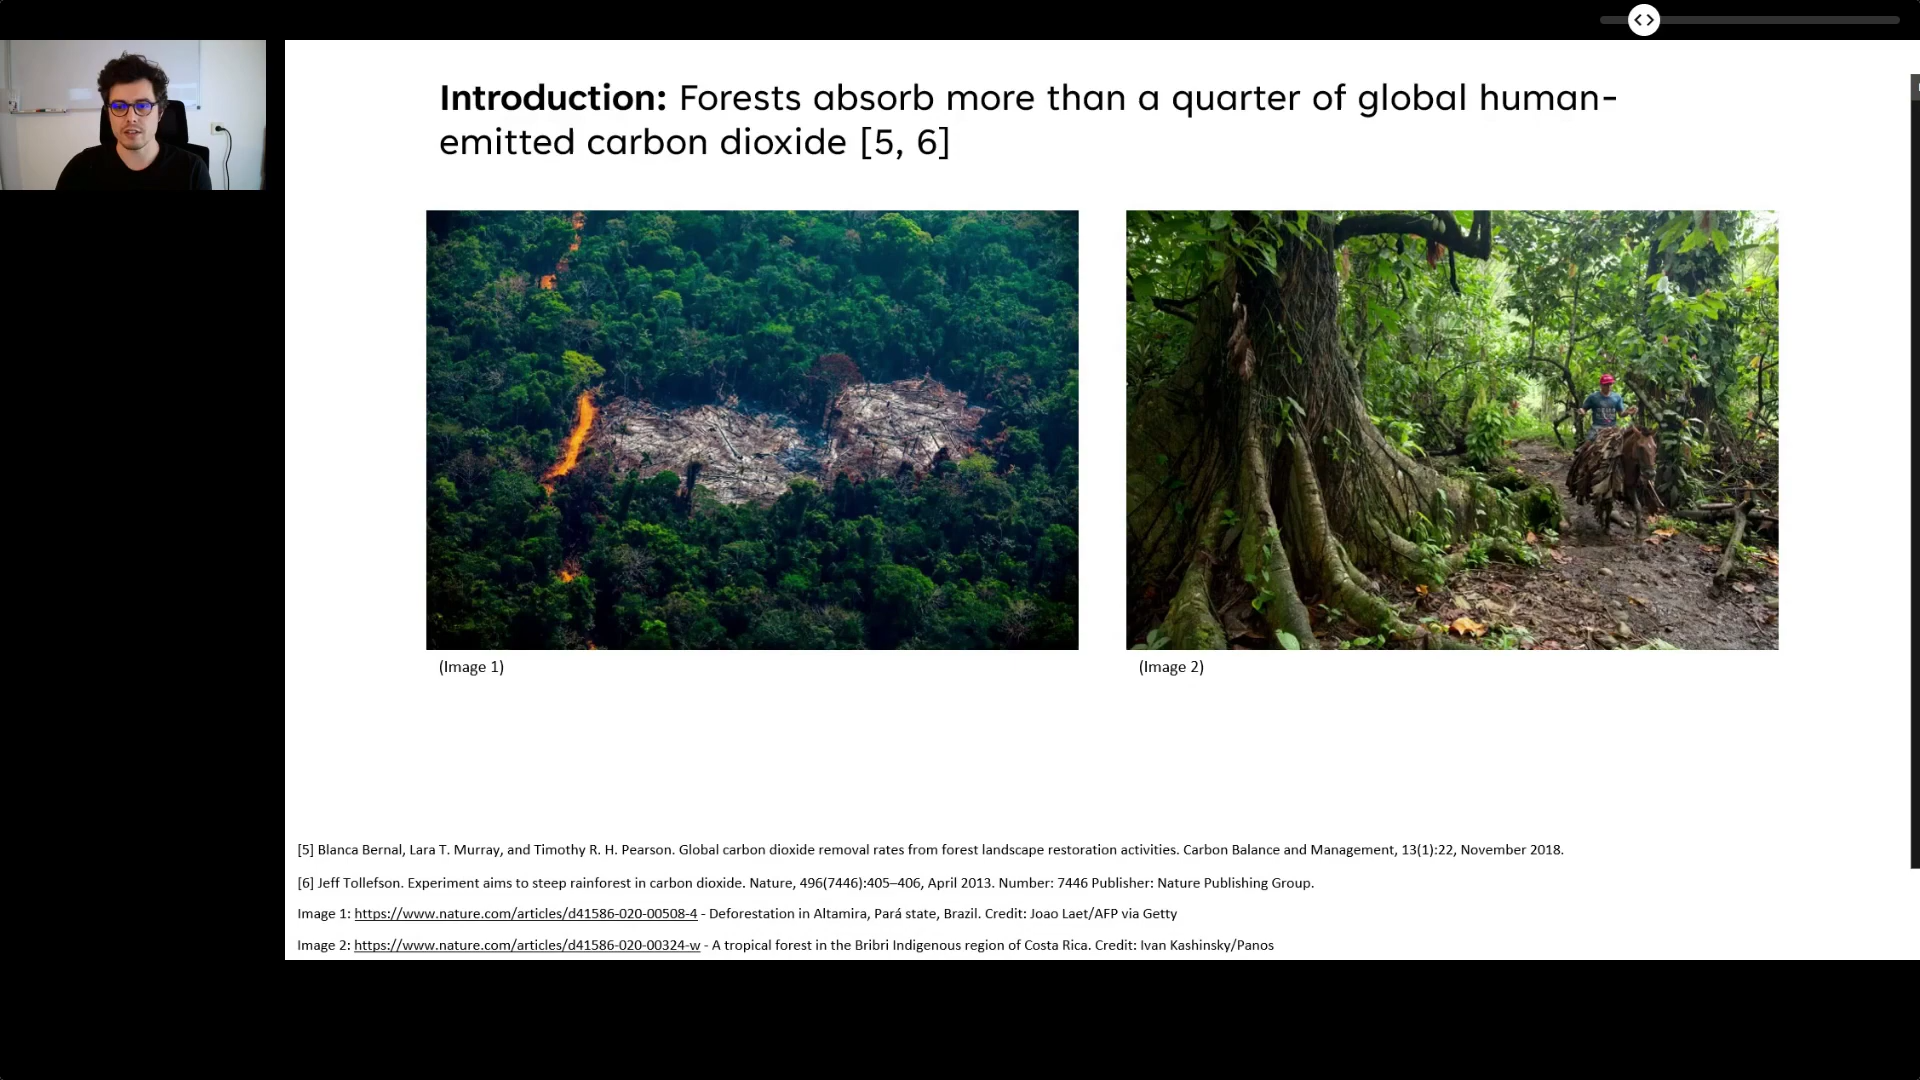 Introduction: Forests absorb more than a quarter of global human-
emitted carbon dioxide [5, 6]
(Image 1)
(Image 2)
[5] Blanca Bernal, Lara T. Murray, and Timothy R. H. Pearson. Global carbon dioxide removal rates from forest landscape restoration activities. Carbon Balance and Management, 13(1):22, November 2018.
[6] Jeff Tollefson. Experiment aims to steep rainforest in carbon dioxide. Nature, 496(7446):405–406, April 2013. Number: 7446 Publisher: Nature Publishing Group.
Image 1: https://www.nature.com/articles/d41586-020-00508-4 - Deforestation in Altamira, Pará state, Brazil. Credit: Joao Laet/AFP via Getty
Image 2: https://www.nature.com/articles/d41586-020-00324-w - A tropical forest in the Bribri Indigenous region of Costa Rica. Credit: Ivan Kashinsky/Panos